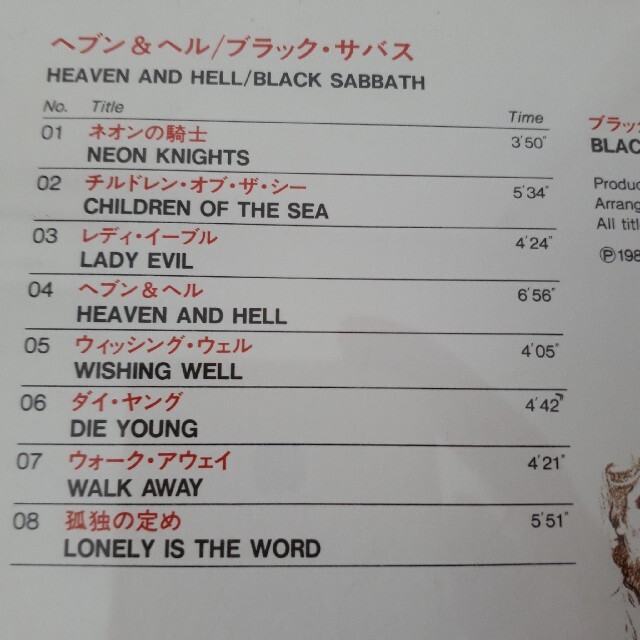 ヘブン&ヘル/ブラック・サバス
HEAVEN AND HELL/BLACK SABBATH
No. Title Time
01 ネオンの騎士 3'50"
NEON KNIGHTS
02 チルドレン・オブ・ザ・シー 5'34"
CHILDREN OF THE SEA
03 レディ・イーブル 4'24"
LADY EVIL
04 ヘブン&ヘル 6'56"
HEAVEN AND HELL
05 ウィッシング・ウェル 4'05"
WISHING WELL
06 ダイ・ヤング 4'42"
DIE YOUNG
07 ウォーク・アウェイ 4'21"
WALK AWAY
08 孤独の定め 5'51"
LONELY IS THE WORD
ブラック
BLAC
Produc
Arrang
All titl
Ⓟ198